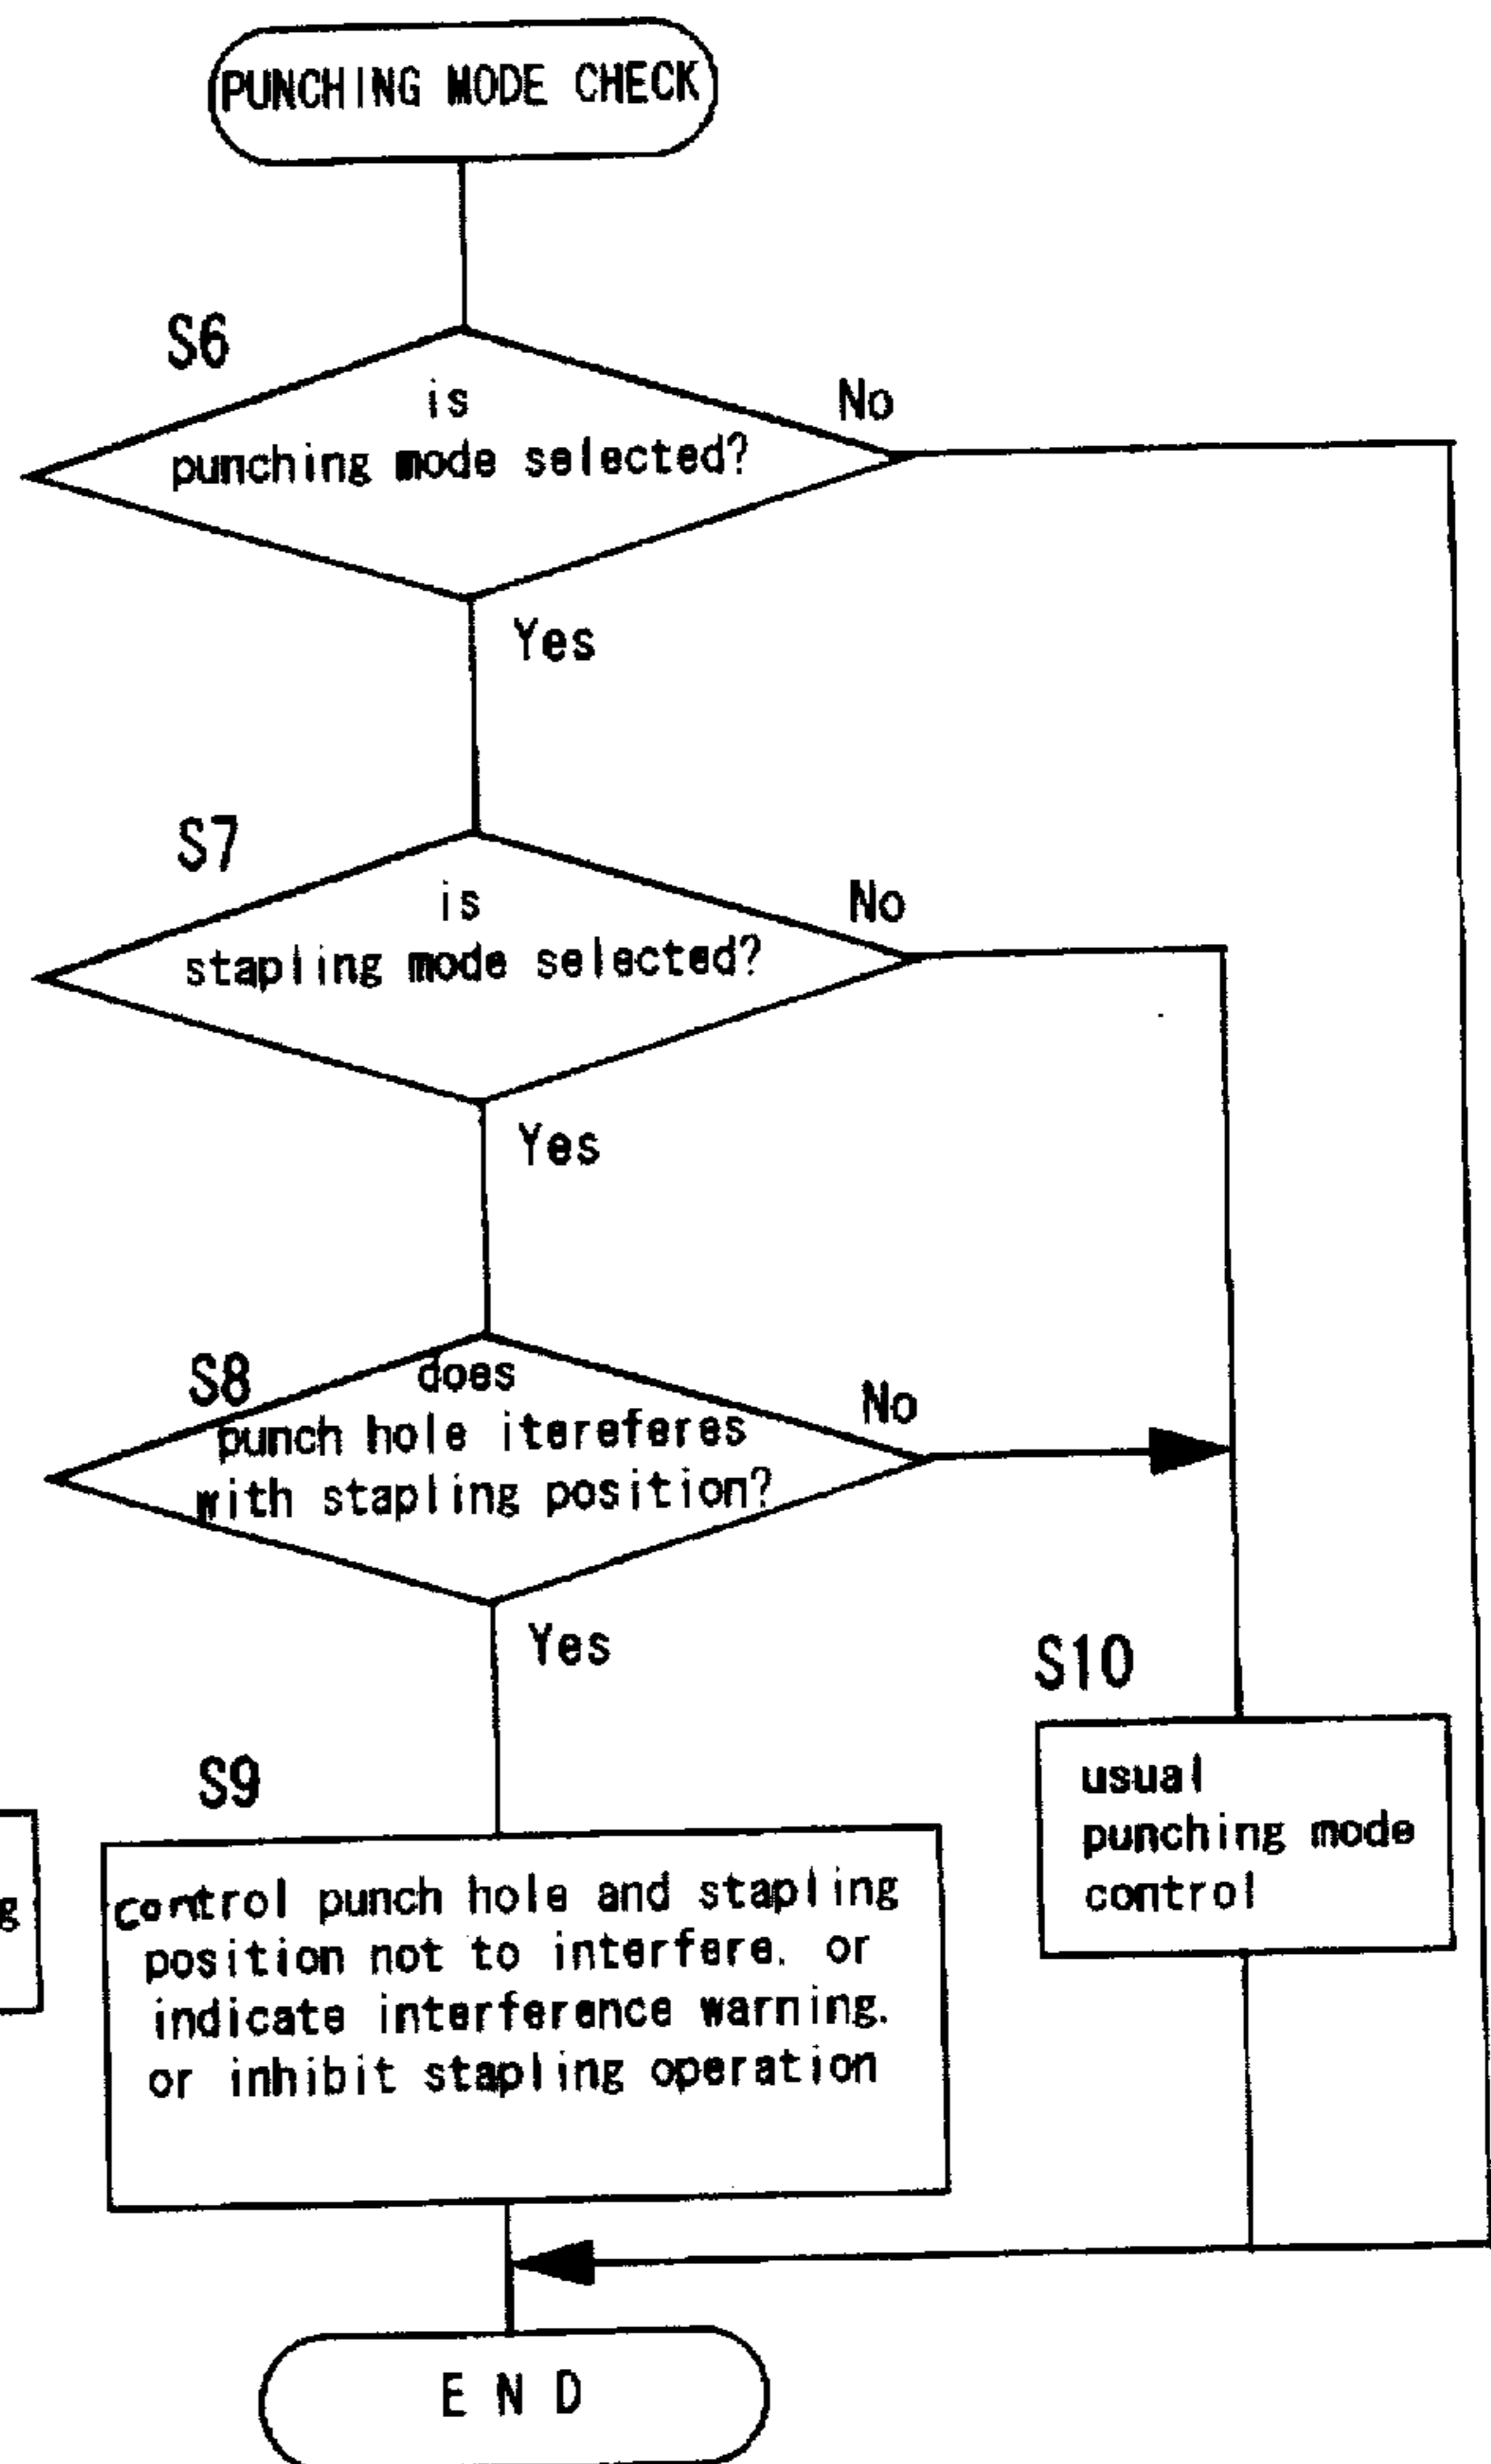 PUNCHING MODE CHECK
S6
is
punching mode selected?
No
Yes
S7
is
stapling mode selected?
No
Yes
S8
does
punch hole itereferes
with stapling position?
No
Yes
S10
usual
punching mode
control
S9
control punch hole and stapling
position not to interfere. or
indicate interference warning.
or inhibit stapling operation
g
END